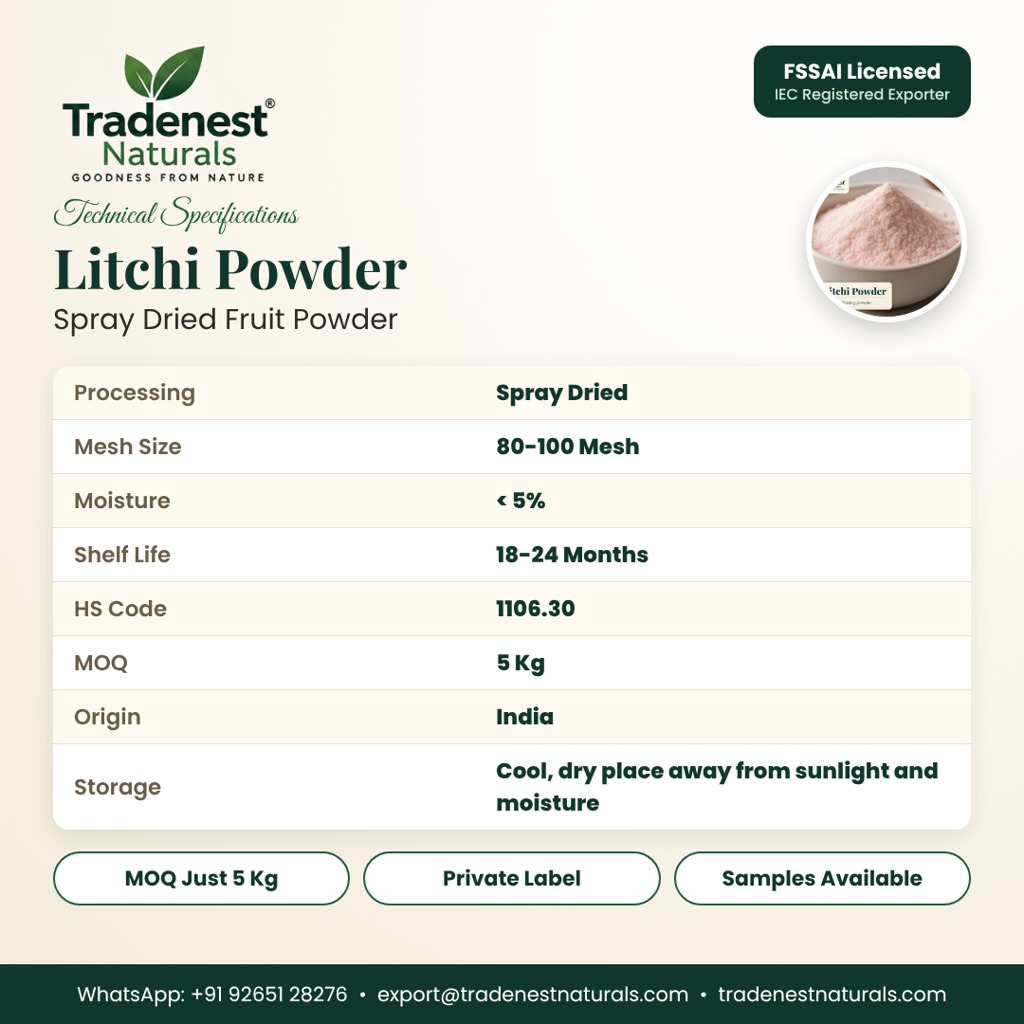 Tradenest®
Naturals
GOODNESS FROM NATURE
FSSAI Licensed
IEC Registered Exporter
Technical Specifications
Litchi Powder
Spray Dried Fruit Powder
itchi Powder
Processing Spray Dried
Mesh Size 80-100 Mesh
Moisture < 5%
Shelf Life 18-24 Months
HS Code 1106.30
MOQ 5 Kg
Origin India
Storage Cool, dry place away from sunlight and
moisture
MOQ Just 5 Kg
Private Label
Samples Available
WhatsApp: +91 92651 28276 • export@tradenestnaturals.com • tradenestnaturals.com